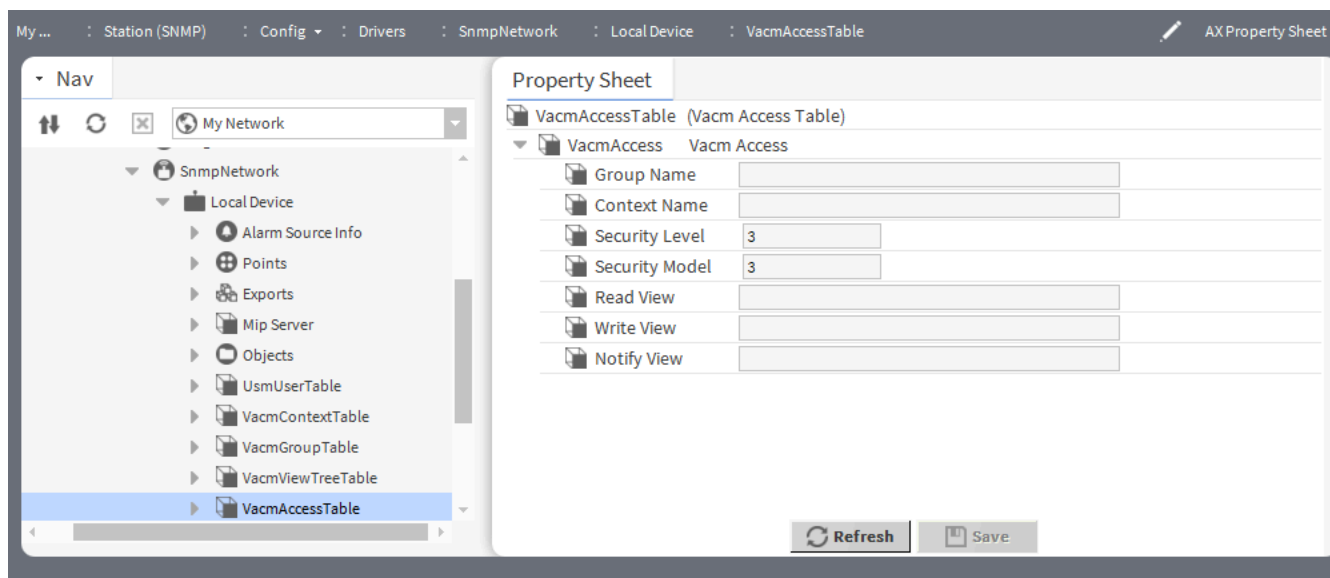 My ... : Station (SNMP) : Config : Drivers : SnmpNetwork : Local Device : VacmAccessTable AX Property Sheet
Nav
My Network
SnmpNetwork
Local Device
Alarm Source Info
Points
Exports
Mip Server
Objects
UsmUserTable
VacmContextTable
VacmGroupTable
VacmViewTreeTable
VacmAccessTable
Property Sheet
VacmAccessTable (Vacm Access Table)
VacmAccess Vacm Access
Group Name
Context Name
Security Level 3
Security Model 3
Read View
Write View
Notify View
Refresh Save